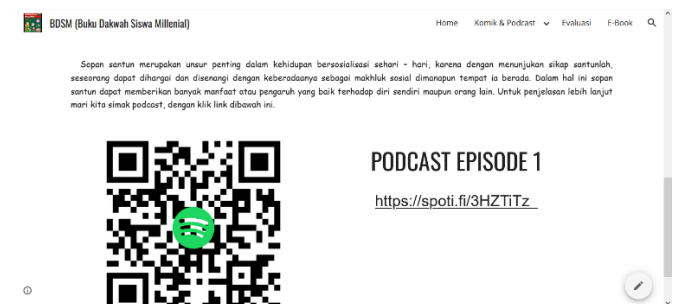 BDSM (Buku Dakwah Siswa Millenial)
Home Komik & Podcast Evaluasi E-Book
Sopan santun merupakan unsur penting dalam kehidupan bersosialisasi sehari - hari, karena dengan menunjukan sikap santunlah,
seseorang dapat dihargai dan disenangi dengan keberadaanya sebagai makhluk sosial dimanapun tempat ia berada. Dalam hal ini sopan
santun dapat memberikan banyak manfaat atau pengaruh yang baik terhadap diri sendiri maupun orang lain. Untuk penjelasan lebih lanjut
mari kita simak podcast, dengan klik link dibawah ini.
PODCAST EPISODE 1
https://spoti.fi/3HZTiTz